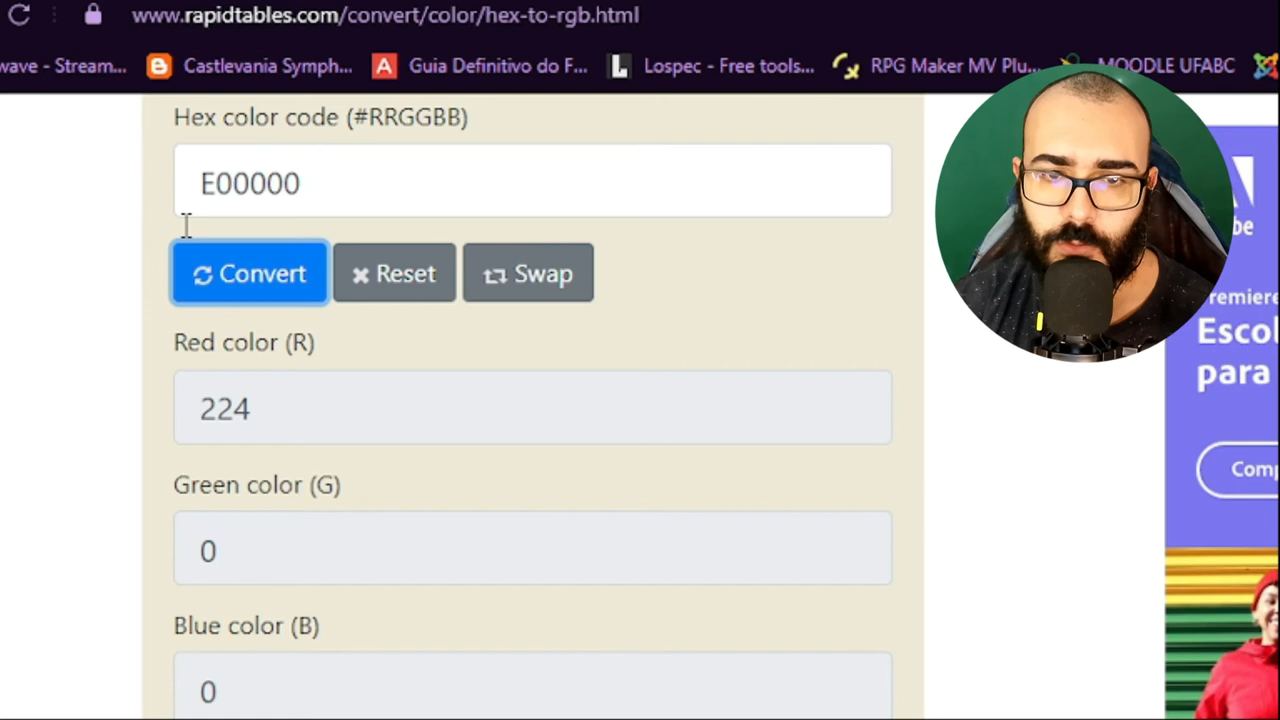 www.rapidtables.com/convert/color/hex-to-rgb.html
wave - Stream... Castlevania Symph... A Guia Definitivo do F... L Lospec - Free tools... RPG Maker MV Plu... MOODLE UFABC
Hex color code (#RRGGBB)
E00000
Convert Reset Swap
Red color (R)
224
Green color (G)
0
Blue color (B)
0
Escol
para
Comp